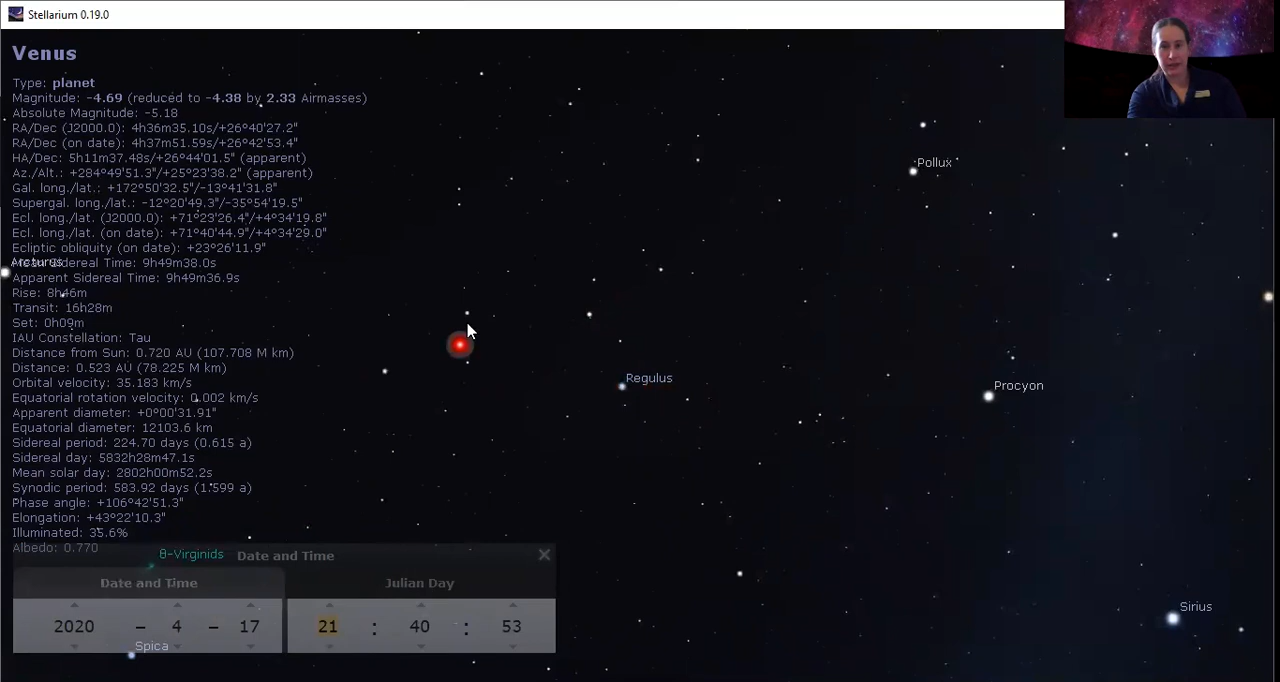 Stellarium 0.19.0
Venus
Type: planet
Magnitude: -4.69 (reduced to -4.38 by 2.33 Airmasses)
Absolute Magnitude: -5.18
RA/Dec (J2000.0): 4h36m35.10s/+26°40'27.2"
RA/Dec (on date): 4h37m51.59s/+26°42'53.4"
HA/Dec: 5h11m37.48s/+26°44'01.5" (apparent)
Az./Alt.: +284°49'51.3"/+25°23'38.2" (apparent)
Gal. long./lat.: +172°50'32.5"/-13°41'31.8"
Supergal. long./lat.: -12°20'49.3"/-35°54'19.5"
Ecl. long./lat. (J2000.0): +71°23'26.4"/+4°34'19.8"
Ecl. long./lat. (on date): +71°40'44.9"/+4°34'29.0"
Ecliptic obliquity (on date): +23°26'11.9"
Arcturus
Mean Sidereal Time: 9h49m38.0s
Apparent Sidereal Time: 9h49m36.9s
Rise: 8h46m
Transit: 16h28m
Set: 0h09m
IAU Constellation: Tau
Distance from Sun: 0.720 AU (107.708 M km)
Distance: 0.523 AU (78.225 M km)
Orbital velocity: 35.183 km/s
Equatorial rotation velocity: 0.002 km/s
Apparent diameter: +0°00'31.91"
Equatorial diameter: 12103.6 km
Sidereal period: 224.70 days (0.615 a)
Sidereal day: 5832h28m47.1s
Mean solar day: 2802h00m52.2s
Synodic period: 583.92 days (1.599 a)
Phase angle: +106°42'51.3"
Elongation: +43°22'10.3"
Illuminated: 35.6%
Albedo: 0.770
Pollux
Regulus
Procyon
Sirius
θ-Virginids
Date and Time
Date and Time
Julian Day
2020 - 4 - 17
21 : 40 : 53
Spica